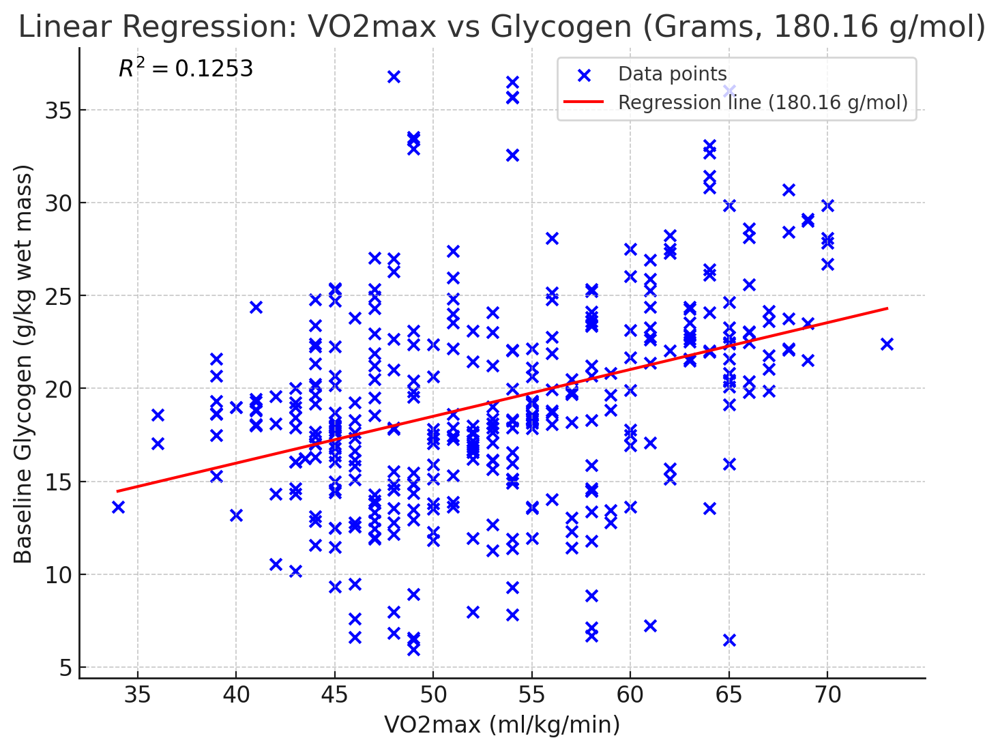 Linear Regression: VO2max vs Glycogen (Grams, 180.16 g/mol)
R² = 0.1253
Data points
Regression line (180.16 g/mol)
Baseline Glycogen (g/kg wet mass)
35
30
25
20
15
10
5
35 40 45 50 55 60 65 70
VO2max (ml/kg/min)